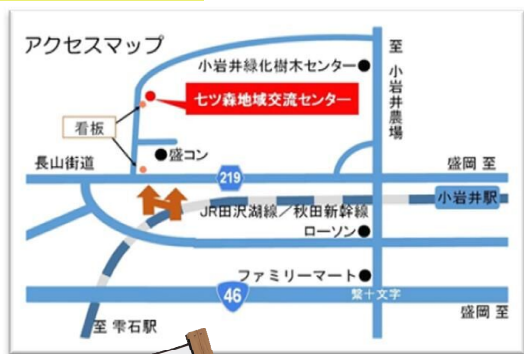 アクセスマップ
至 小岩井農場
小岩井緑化樹木センター
七ツ森地域交流センター
看板
盛コン
長山街道
219
盛岡 至
小岩井駅
JR田沢湖線/秋田新幹線
ローソン
ファミリーマート
46
繋十文字
盛岡 至
至 雫石駅